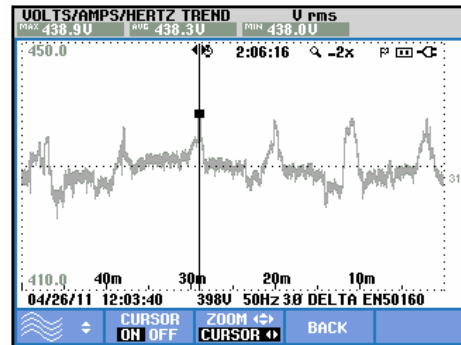 VOLTS/AMPS/HERTZ TREND U rms
MAX 438.9V AVG 438.3V MIN 438.0V
450.0 2:06:16 -2x
31
410.0 40m 30m 20m 10m
04/26/11 12:03:40 398V 50Hz 3.0 DELTA EN50160
CURSOR ZOOM BACK
ON OFF CURSOR